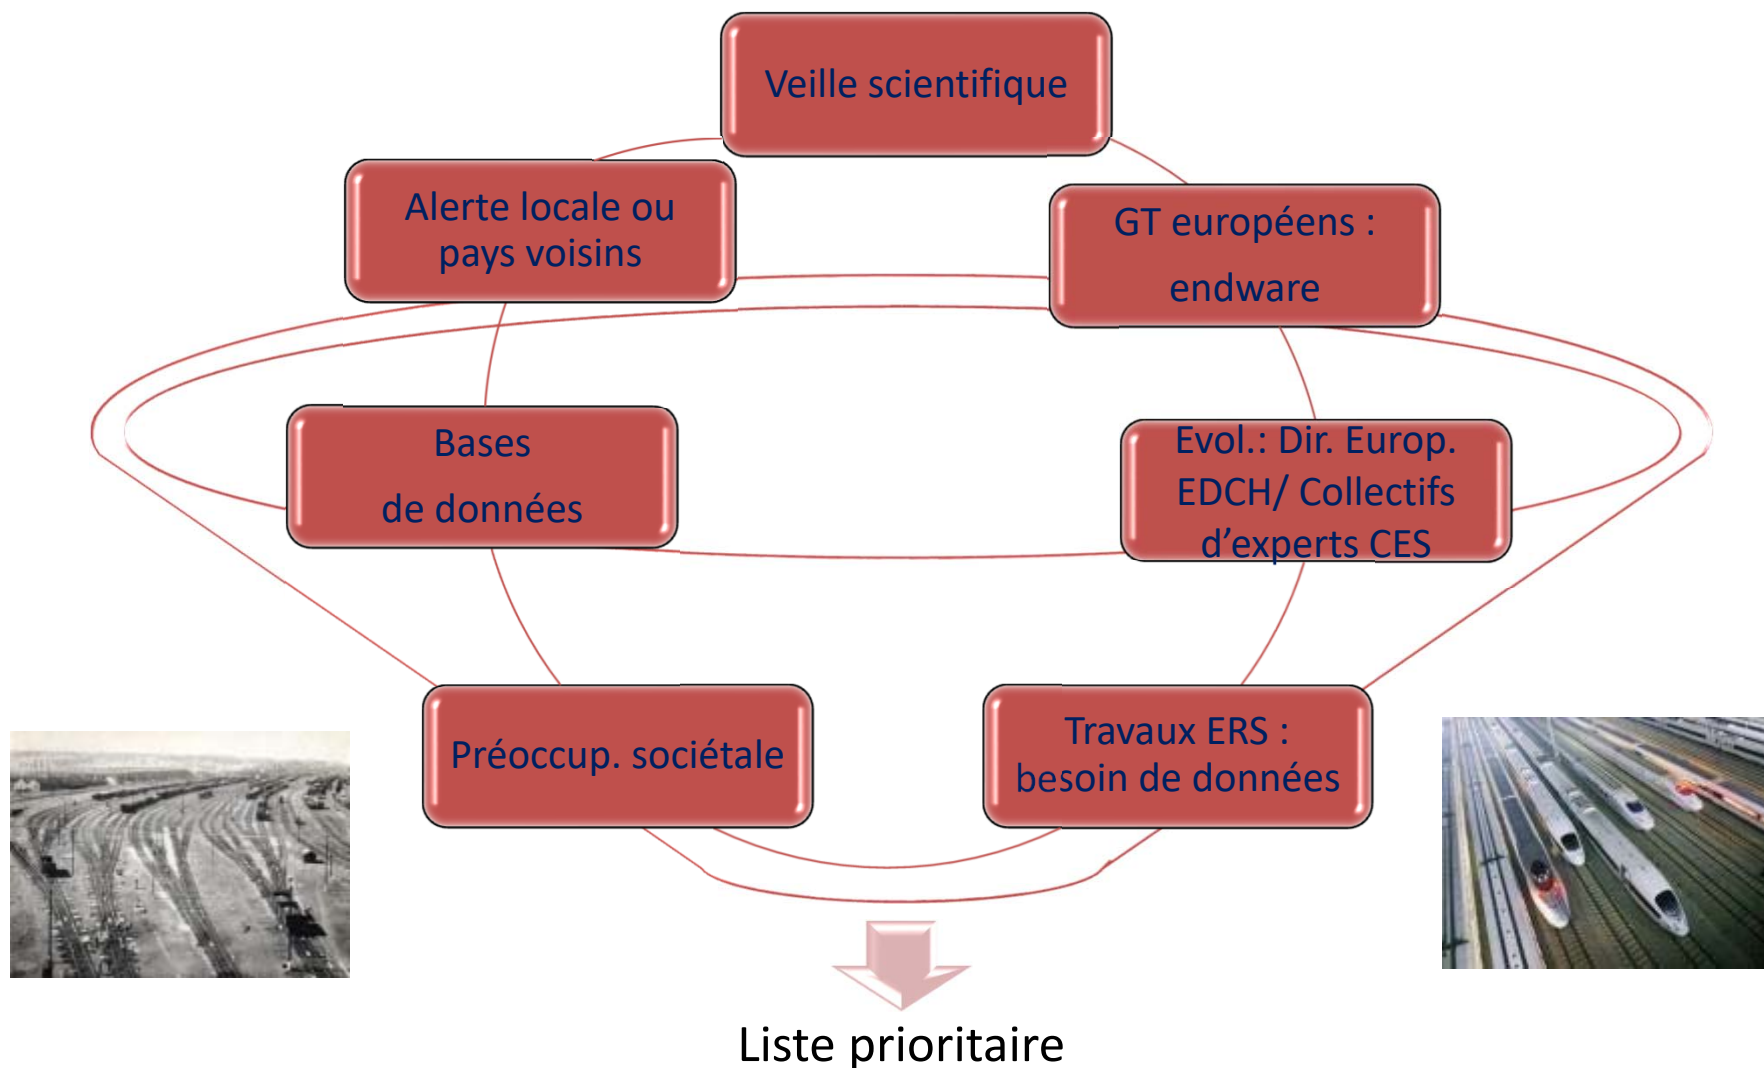 Veille scientifique
Alerte locale ou
pays voisins
GT européens :
endware
Bases
de données
Evol.: Dir. Europ.
EDCH/ Collectifs
d'experts CES
Préoccup. sociétale
Travaux ERS :
besoin de données
Liste prioritaire